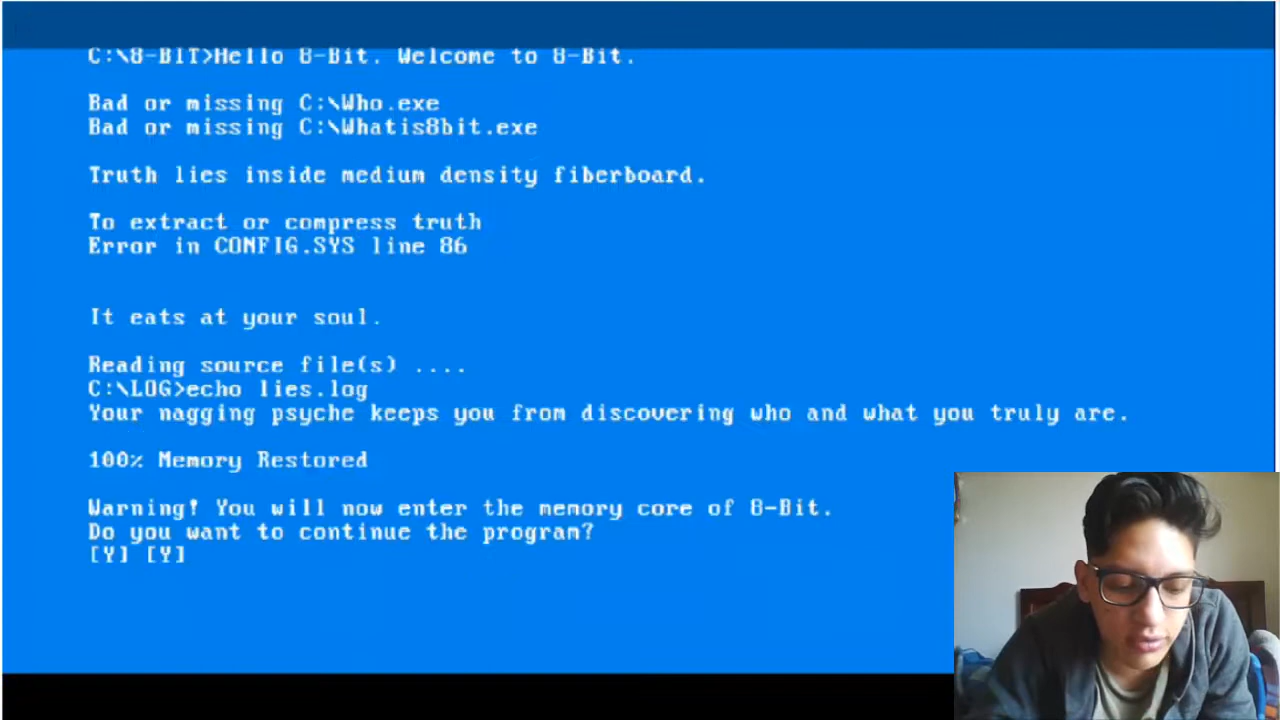 C:\8-BIT>Hello 8-Bit. Welcome to 8-Bit.
Bad or missing C:\Who.exe
Bad or missing C:\Whatis8bit.exe
Truth lies inside medium density fiberboard.
To extract or compress truth
Error in CONFIG.SYS line 86
It eats at your soul.
Reading source file(s) ....
C:\LOG>echo lies.log
Your nagging psyche keeps you from discovering who and what you truly are.
100% Memory Restored
Warning! You will now enter the memory core of 8-Bit.
Do you want to continue the program?
[Y] [Y]